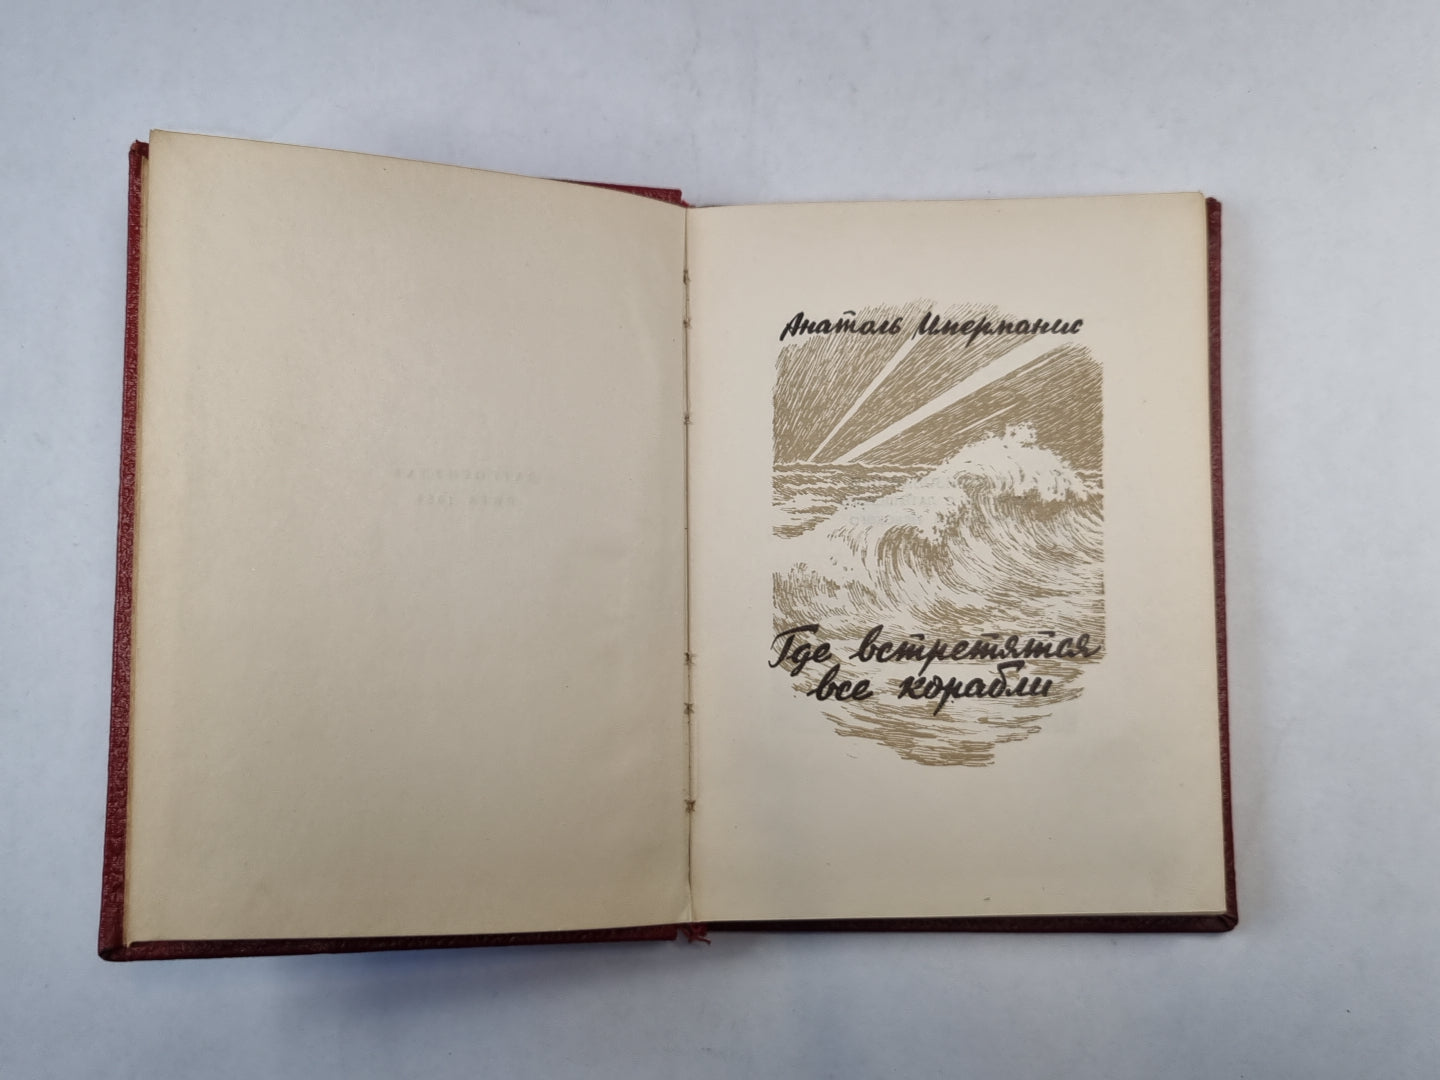 Анатоль Имерманис
Где встретятся
все корабли